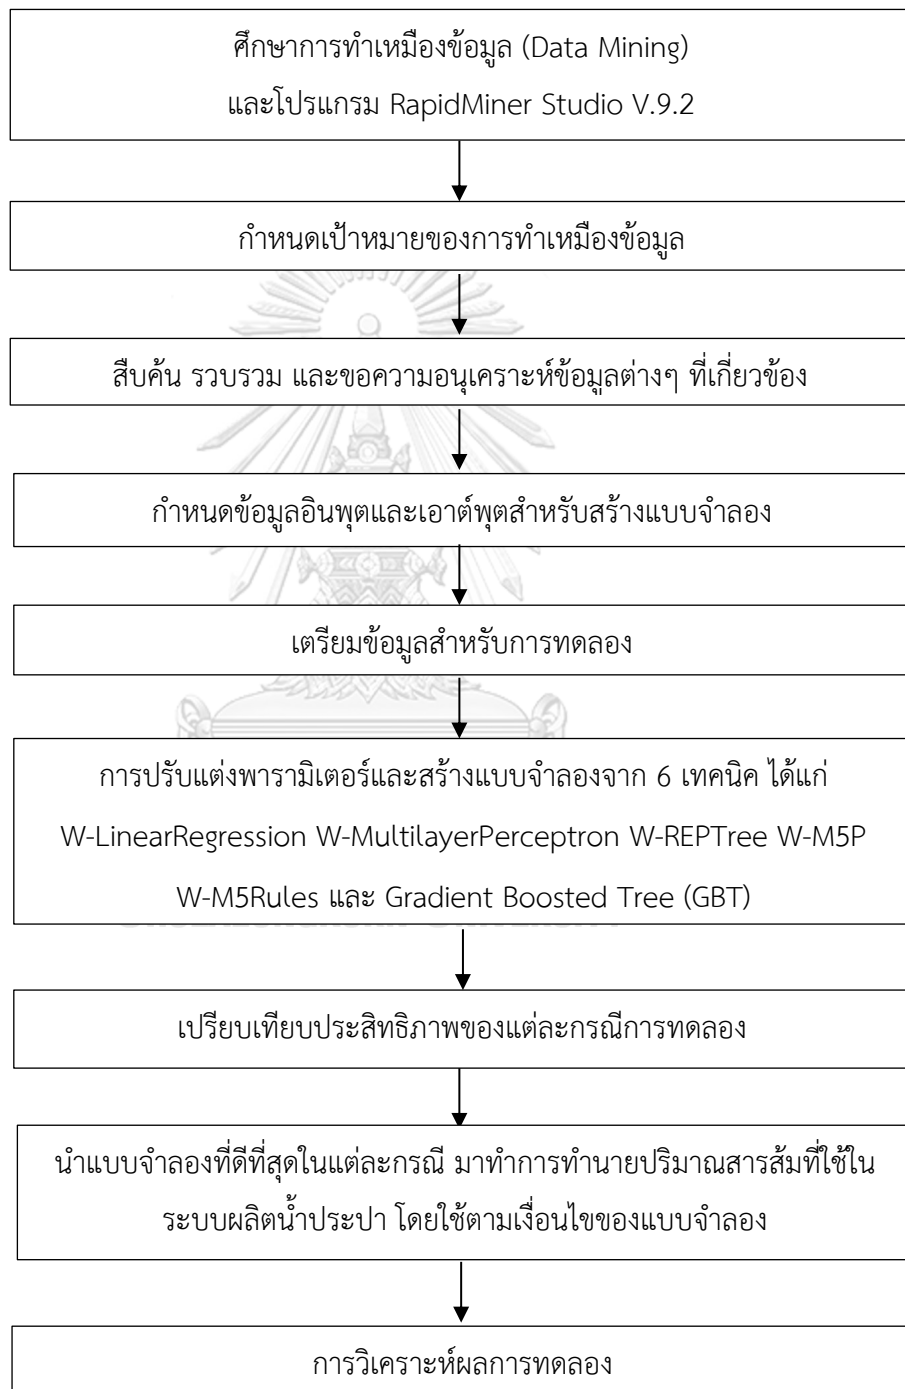 ศึกษาการทำเหมืองข้อมูล (Data Mining)
และโปรแกรม RapidMiner Studio V.9.2
กำหนดเป้าหมายของการทำเหมืองข้อมูล
สืบค้น รวบรวม และขอความอนุเคราะห์ข้อมูลต่างๆ ที่เกี่ยวข้อง
กำหนดข้อมูลอินพุตและเอาต์พุตสำหรับสร้างแบบจำลอง
เตรียมข้อมูลสำหรับการทดลอง
การปรับแต่งพารามิเตอร์และสร้างแบบจำลองจาก 6 เทคนิค ได้แก่
W-LinearRegression W-MultilayerPerceptron W-REPTree W-M5P
W-M5Rules และ Gradient Boosted Tree (GBT)
เปรียบเทียบประสิทธิภาพของแต่ละกรณีการทดลอง
นำแบบจำลองที่ดีที่สุดในแต่ละกรณี มาทำการทำนายปริมาณสารส้มที่ใช้ใน
ระบบผลิตน้ำประปา โดยใช้ตามเงื่อนไขของแบบจำลอง
การวิเคราะห์ผลการทดลอง